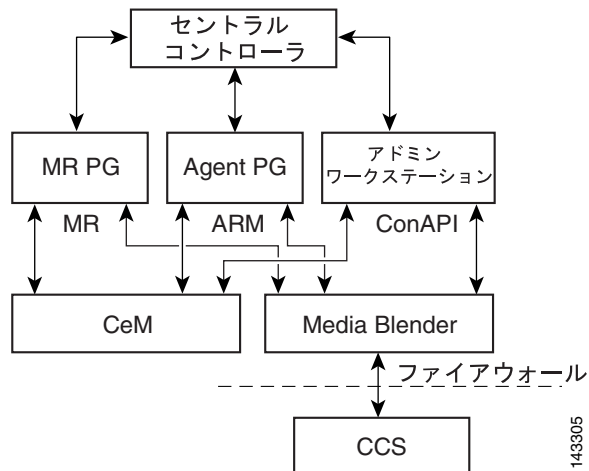 セントラル
コントローラ
MR PG
Agent PG
アドミン
ワークステーション
MR
ARM
ConAPI
CeM
Media Blender
ファイアウォール
CCS
143305